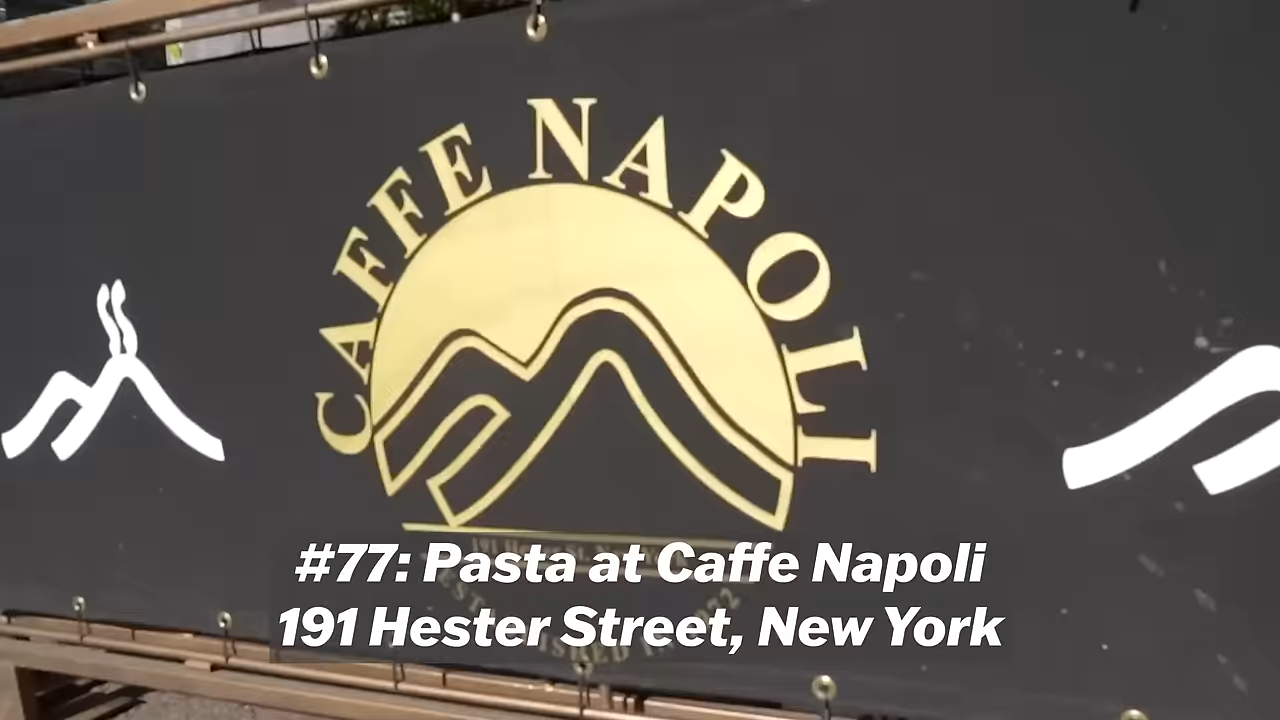 CAFFE NAPOLI
#77: Pasta at Caffe Napoli
191 Hester Street, New York